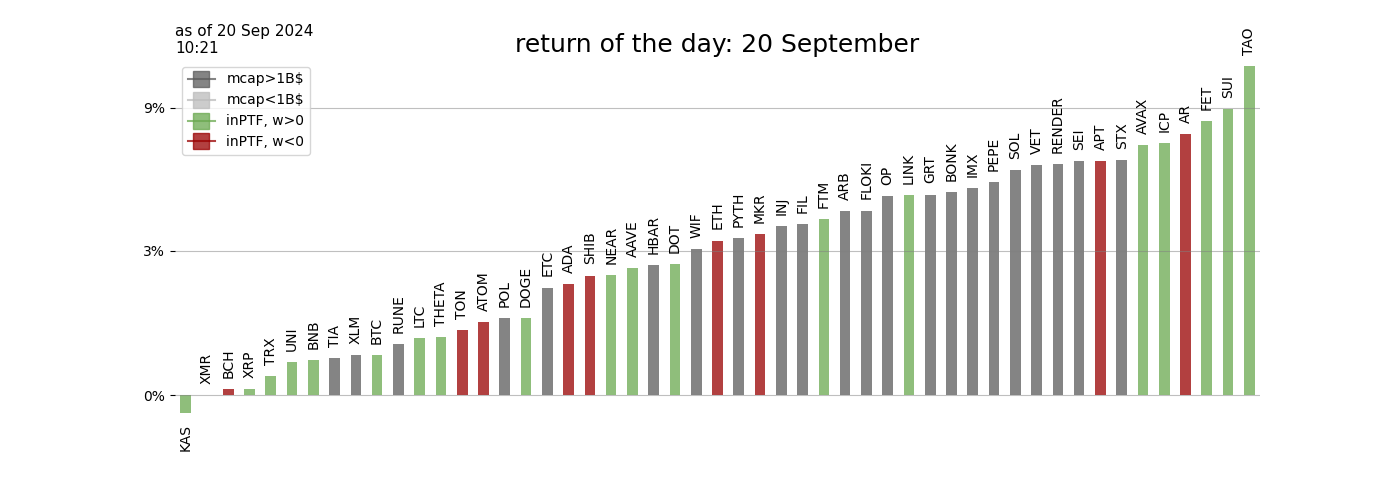 as of 20 Sep 2024
10:21
return of the day: 20 September
mcap>1B$
mcap<1B$
inPTF, w>0
inPTF, w<0
9%
3%
0%
KAS
XMR
BCH
XRP
TRX
UNI
BNB
TIA
XLM
BTC
RUNE
LTC
THETA
TON
ATOM
POL
DOGE
ETC
ADA
SHIB
NEAR
AAVE
HBAR
DOT
WIF
ETH
PYTH
MKR
INJ
FIL
FTM
ARB
FLOKI
OP
LINK
GRT
BONK
IMX
PEPE
SOL
VET
RENDER
SEI
APT
STX
AVAX
ICP
AR
FET
SUI
TAO